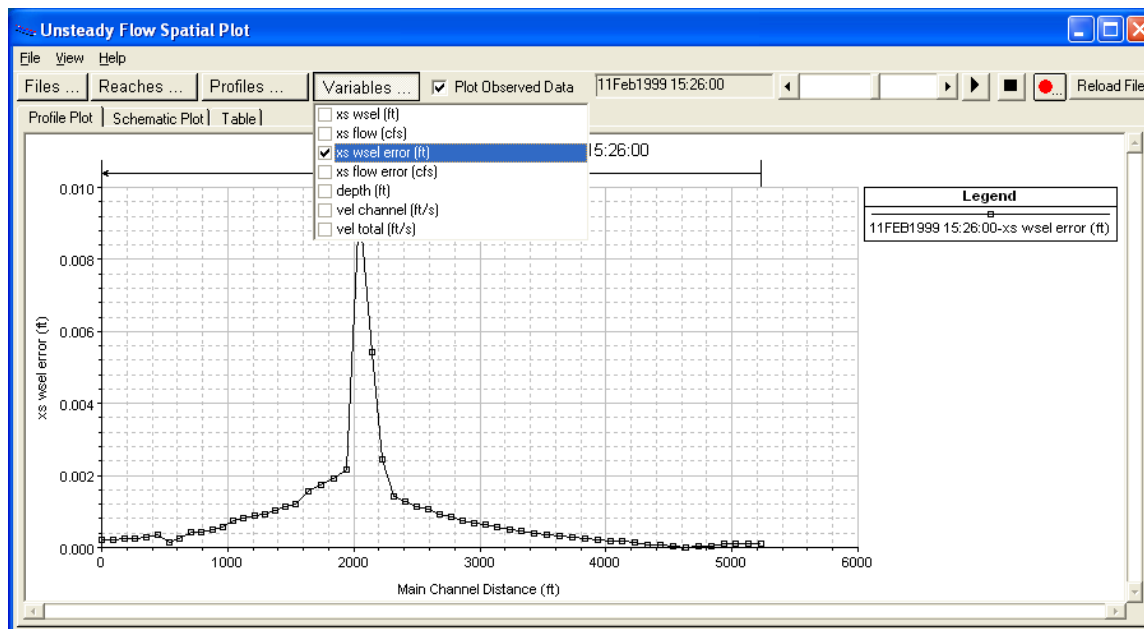 Unsteady Flow Spatial Plot
File View Help
Files ... Reaches ... Profiles ... Variables ... Plot Observed Data 11Feb1999 15:26:00 Reload File
Profile Plot Schematic Plot Table
xs wsel (ft)
xs flow (cfs)
xs wsel error (ft)
xs flow error (cfs)
depth (ft)
vel channel (ft/s)
vel total (ft/s)
15:26:00
Legend
11FEB1999 15:26:00-xs wsel error (ft)
xs wsel error (ft)
0.010
0.008
0.006
0.004
0.002
0.000
0 1000 2000 3000 4000 5000 6000
Main Channel Distance (ft)